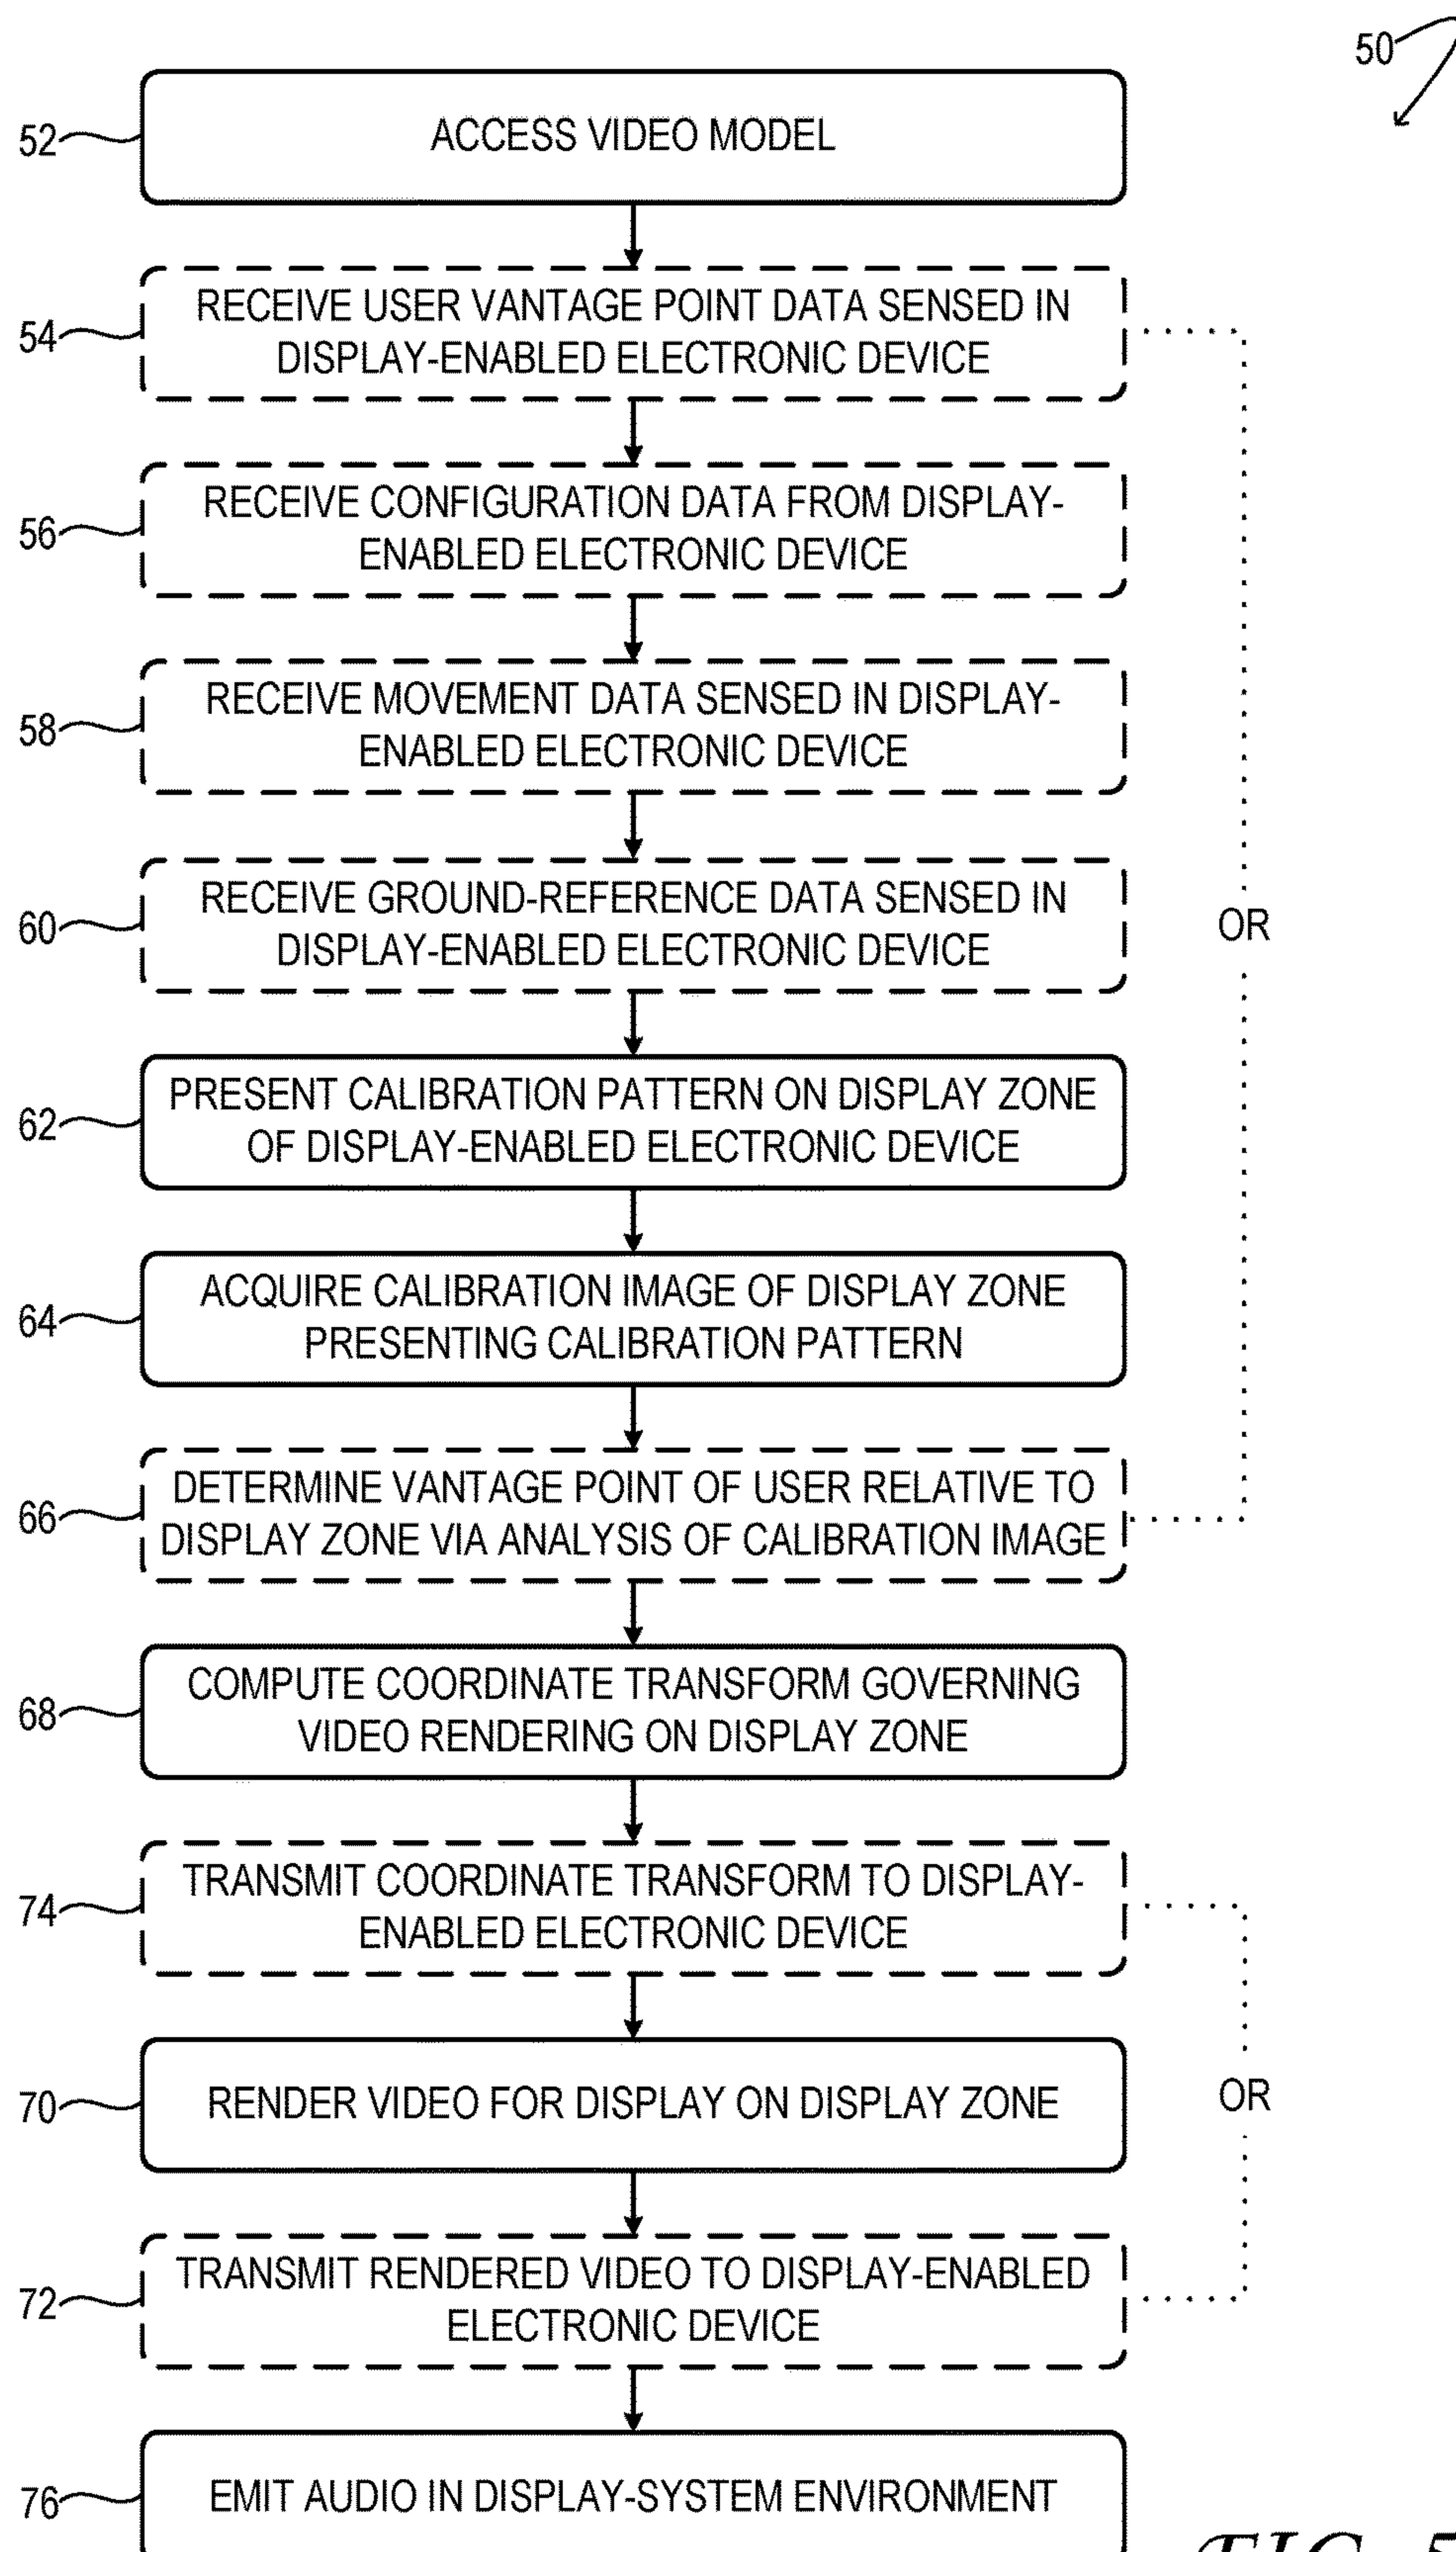 50
52
ACCESS VIDEO MODEL
54
RECEIVE USER VANTAGE POINT DATA SENSED IN
DISPLAY-ENABLED ELECTRONIC DEVICE
56
RECEIVE CONFIGURATION DATA FROM DISPLAY-
ENABLED ELECTRONIC DEVICE
58
RECEIVE MOVEMENT DATA SENSED IN DISPLAY-
ENABLED ELECTRONIC DEVICE
60
RECEIVE GROUND-REFERENCE DATA SENSED IN
DISPLAY-ENABLED ELECTRONIC DEVICE
OR
62
PRESENT CALIBRATION PATTERN ON DISPLAY ZONE
OF DISPLAY-ENABLED ELECTRONIC DEVICE
64
ACQUIRE CALIBRATION IMAGE OF DISPLAY ZONE
PRESENTING CALIBRATION PATTERN
66
DETERMINE VANTAGE POINT OF USER RELATIVE TO
DISPLAY ZONE VIA ANALYSIS OF CALIBRATION IMAGE
68
COMPUTE COORDINATE TRANSFORM GOVERNING
VIDEO RENDERING ON DISPLAY ZONE
74
TRANSMIT COORDINATE TRANSFORM TO DISPLAY-
ENABLED ELECTRONIC DEVICE
70
RENDER VIDEO FOR DISPLAY ON DISPLAY ZONE
OR
72
TRANSMIT RENDERED VIDEO TO DISPLAY-ENABLED
ELECTRONIC DEVICE
76
EMIT AUDIO IN DISPLAY-SYSTEM ENVIRONMENT